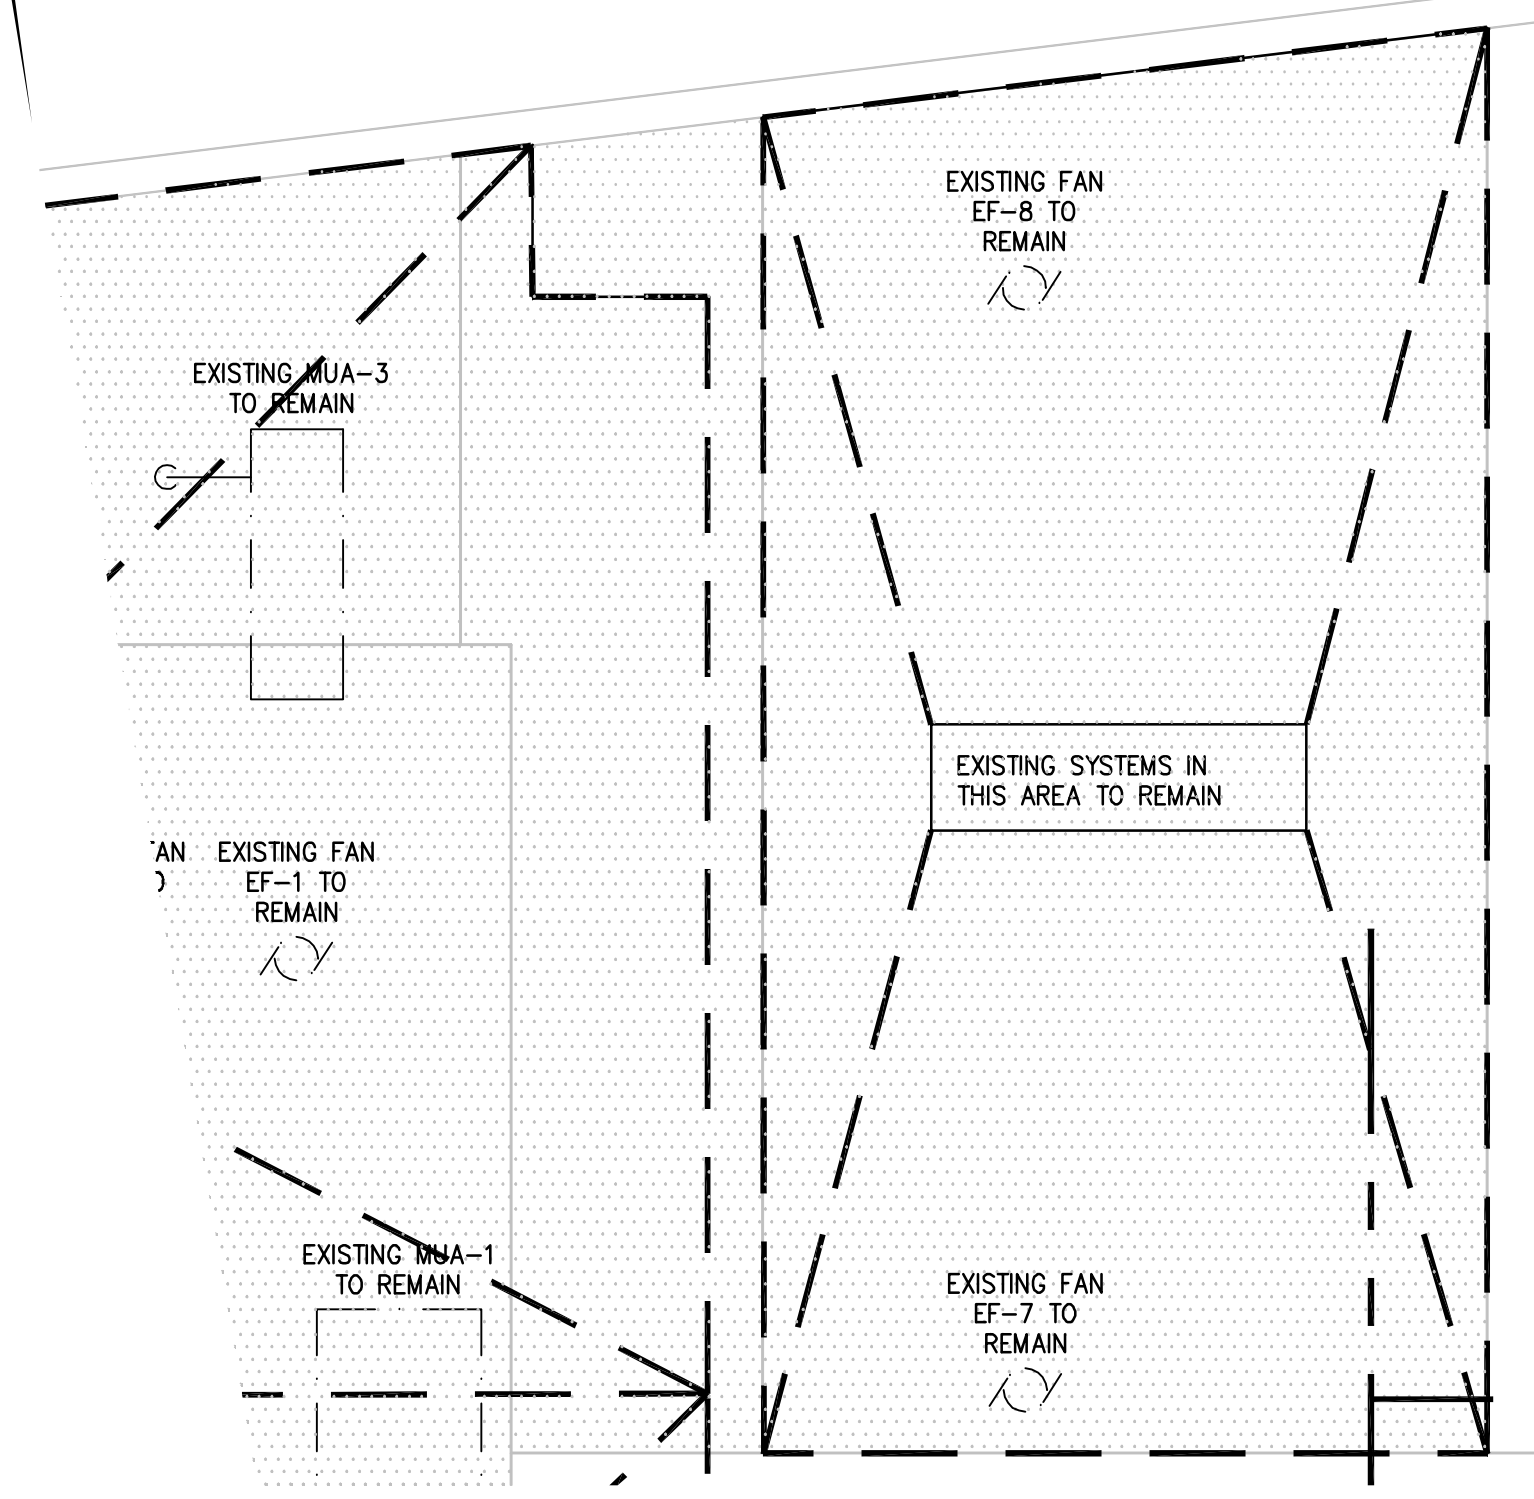 EXISTING FAN
EF-8 TO
REMAIN
EXISTING MUA-3
TO REMAIN
EXISTING SYSTEMS IN
THIS AREA TO REMAIN
AN
EXISTING FAN
EF-1 TO
REMAIN
EXISTING MUA-1
TO REMAIN
EXISTING FAN
EF-7 TO
REMAIN